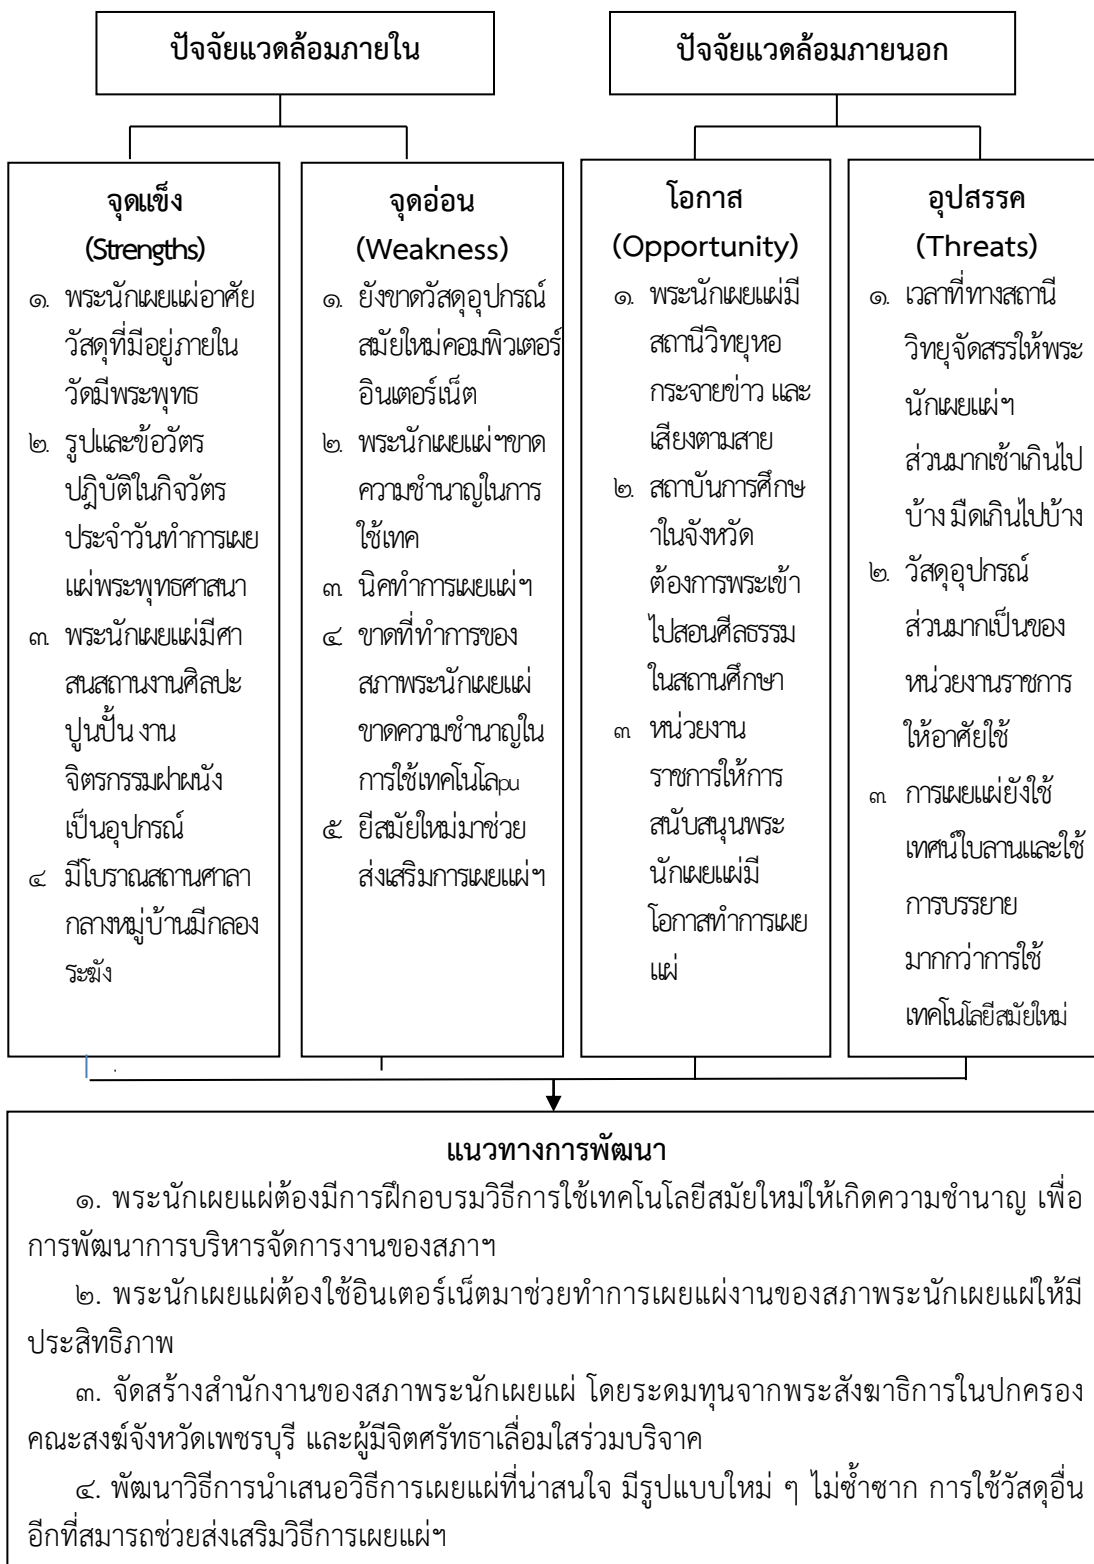 ปัจจัยแวดล้อมภายใน
ปัจจัยแวดล้อมภายนอก
จุดแข็ง
(Strengths)
๑. พระนักเผยแผ่อาศัย
วัสดุที่มีอยู่ภายใน
วัดมีพระพุทธ
๒. รูปและข้อวัตร
ปฎิบัติในกิจวัตร
ประจำวันทำการเผย
แผ่พระพุทธศาสนา
๓. พระนักเผยแผ่มีศา
สนสถานงานศิลปะ
ปูนปั้น งาน
จิตรกรรมฝาผนัง
เป็นอุปกรณ์
๔. มีโบราณสถานศาลา
กลางหมู่บ้านมีกลอง
ระฆัง
จุดอ่อน
(Weakness)
๑. ยังขาดวัสดุอุปกรณ์
สมัยใหม่คอมพิวเตอร์
อินเตอร์เน็ต
๒. พระนักเผยแผ่ฯขาด
ความชำนาญในการ
ใช้เทค
๓. นิคทำการเผยแผ่ฯ
๔. ขาดที่ทำการของ
สภาพระนักเผยแผ่
ขาดความชำนาญใน
การใช้เทคโนโลpu
๕. ยีสมัยใหม่มาช่วย
ส่งเสริมการเผยแผ่ฯ
โอกาส
(Opportunity)
๑. พระนักเผยแผ่มี
สถานีวิทยุหอ
กระจายข่าว และ
เสียงตามสาย
๒. สถาบันการศึกษ
าในจังหวัด
ต้องการพระเข้า
ไปสอนศีลธรรม
ในสถานศึกษา
๓. หน่วยงาน
ราชการให้การ
สนับสนุนพระ
นักเผยแผ่มี
โอกาสทำการเผย
แผ่
อุปสรรค
(Threats)
๑. เวลาที่ทางสถานี
วิทยุจัดสรรให้พระ
นักเผยแผ่ฯ
ส่วนมากเช้าเกินไป
บ้าง มืดเกินไปบ้าง
๒. วัสดุอุปกรณ์
ส่วนมากเป็นของ
หน่วยงานราชการ
ให้อาศัยใช้
๓. การเผยแผ่ยังใช้
เทศน์ใบลานและใช้
การบรรยาย
มากกว่าการใช้
เทคโนโลยีสมัยใหม่
แนวทางการพัฒนา
๑. พระนักเผยแผ่ต้องมีการฝึกอบรมวิธีการใช้เทคโนโลยีสมัยใหม่ให้เกิดความชำนาญ เพื่อ
การพัฒนาการบริหารจัดการงานของสภาฯ
๒. พระนักเผยแผ่ต้องใช้อินเตอร์เน็ตมาช่วยทำการเผยแผ่งานของสภาพระนักเผยแผ่ให้มี
ประสิทธิภาพ
๓. จัดสร้างสำนักงานของสภาพระนักเผยแผ่ โดยระดมทุนจากพระสังฆาธิการในปกครอง
คณะสงฆ์จังหวัดเพชรบุรี และผู้มีจิตศรัทธาเลื่อมใสร่วมบริจาค
๔. พัฒนาวิธีการนำเสนอวิธีการเผยแผ่ที่น่าสนใจ มีรูปแบบใหม่ ๆ ไม่ซ้ำซาก การใช้วัสดุอื่น
อีกที่สมารถช่วยส่งเสริมวิธีการเผยแผ่ฯ